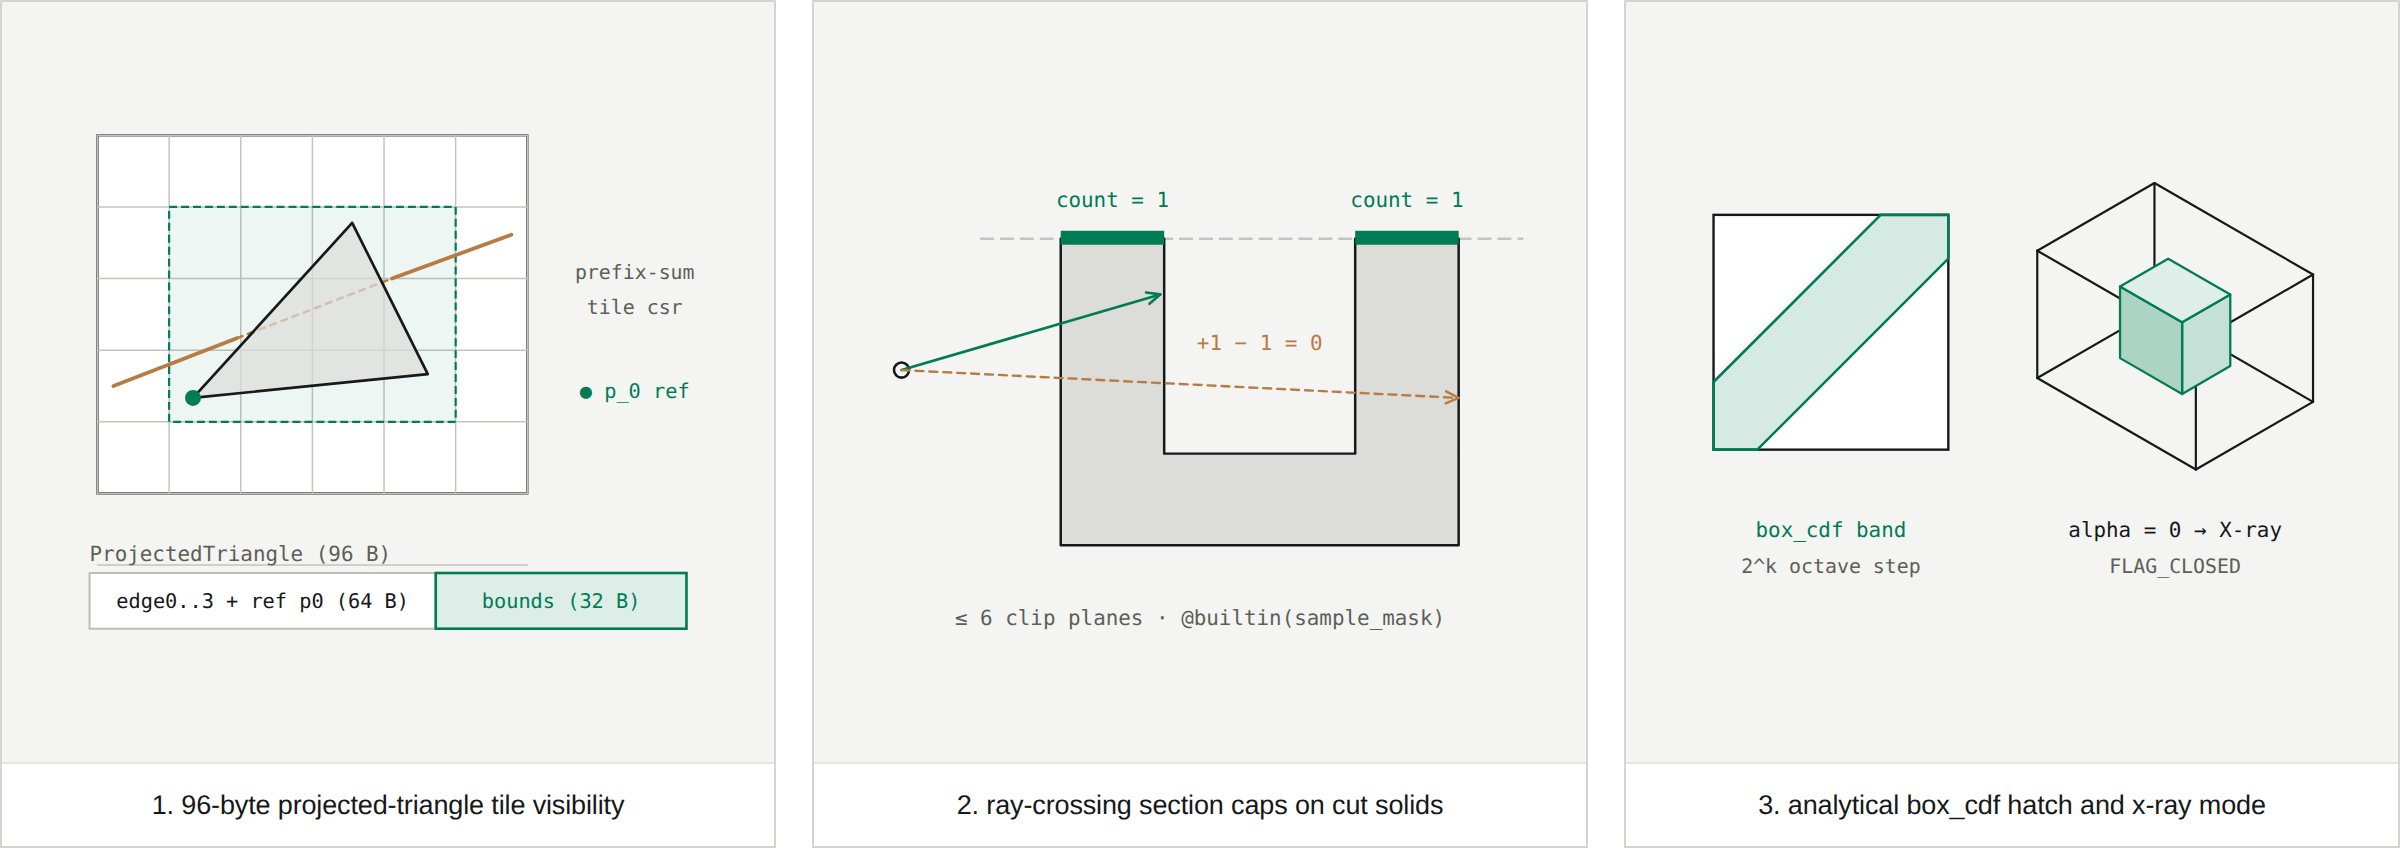 prefix-sum
tile csr
● p_0 ref
ProjectedTriangle (96 B)
edge0..3 + ref p0 (64 B)
bounds (32 B)
1. 96-byte projected-triangle tile visibility
count = 1
count = 1
+1 − 1 = 0
≤ 6 clip planes · @builtin(sample_mask)
2. ray-crossing section caps on cut solids
box_cdf band
2^k octave step
alpha = 0 → X-ray
FLAG_CLOSED
3. analytical box_cdf hatch and x-ray mode